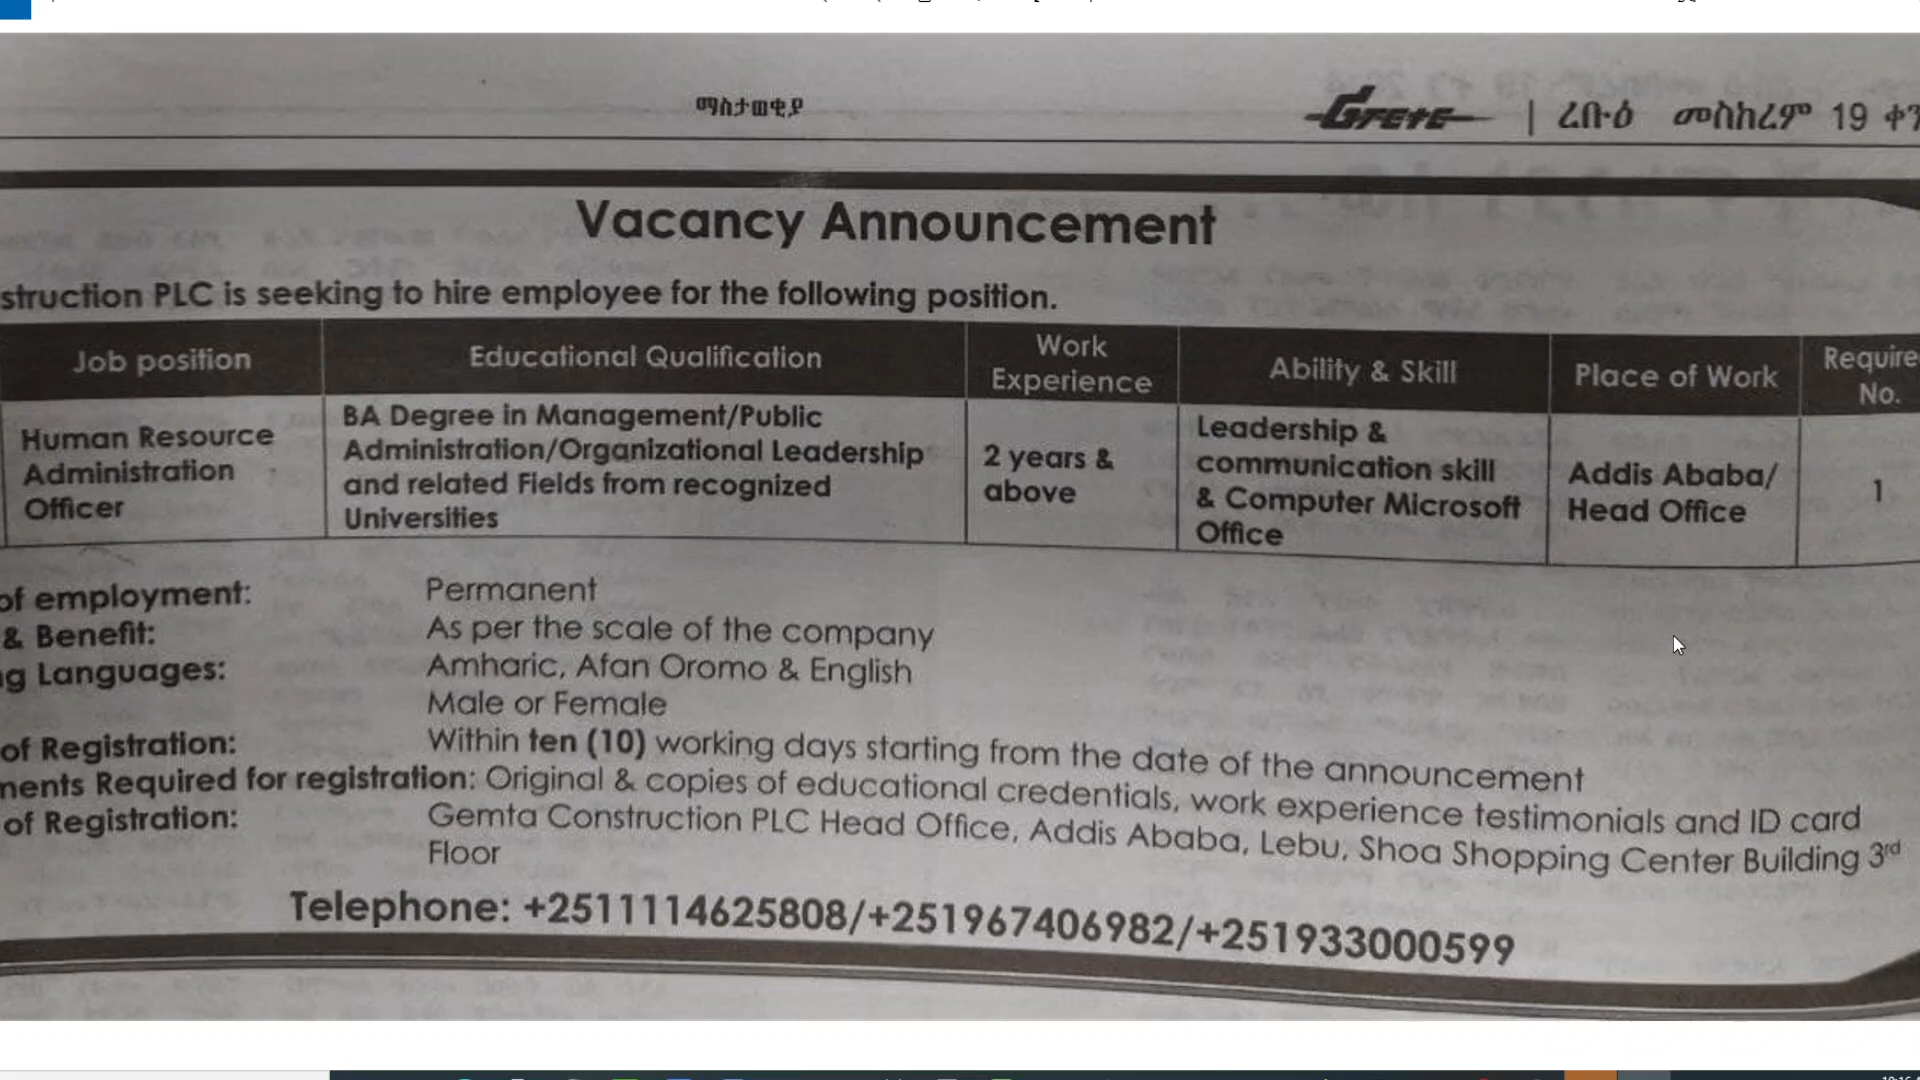 ማስታወቂያ
ሪፖርተር | ረቡዕ መስከረም 19 ቀን
Vacancy Announcement
struction PLC is seeking to hire employee for the following position.
Job position Educational Qualification Work Experience Ability & Skill Place of Work Require No.
Human Resource Administration Officer
BA Degree in Management/Public
Administration/Organizational Leadership
and related Fields from recognized
Universities
2 years &
above
Leadership &
communication skill
& Computer Microsoft
Office
Addis Ababa/
Head Office
1
of employment: Permanent
& Benefit: As per the scale of the company
g Languages: Amharic, Afan Oromo & English
Male or Female
of Registration: Within ten (10) working days starting from the date of the announcement
ments Required for registration: Original & copies of educational credentials, work experience testimonials and ID card
of Registration: Gemta Construction PLC Head Office, Addis Ababa, Lebu, Shoa Shopping Center Building 3rd
Floor
Telephone: +2511114625808/+251967406982/+251933000599